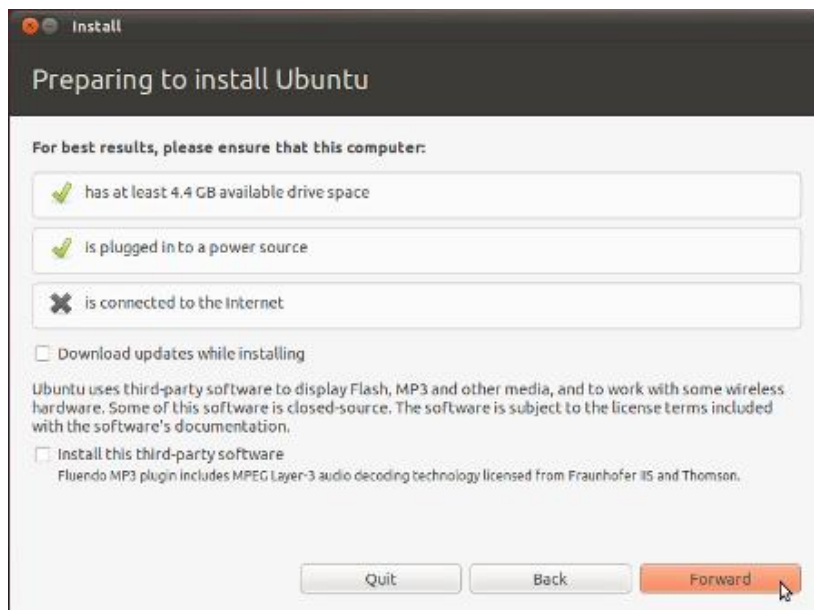 Install
Preparing to install Ubuntu
For best results, please ensure that this computer:
has at least 4.4 GB available drive space
is plugged in to a power source
is connected to the Internet
Download updates while installing
Ubuntu uses third-party software to display Flash, MP3 and other media, and to work with some wireless
hardware. Some of this software is closed-source. The software is subject to the license terms included
with the software's documentation.
Install this third-party software
Fluendo MP3 plugin includes MPEG Layer-3 audio decoding technology licensed from Fraunhofer IIS and Thomson.
Quit Back Forward